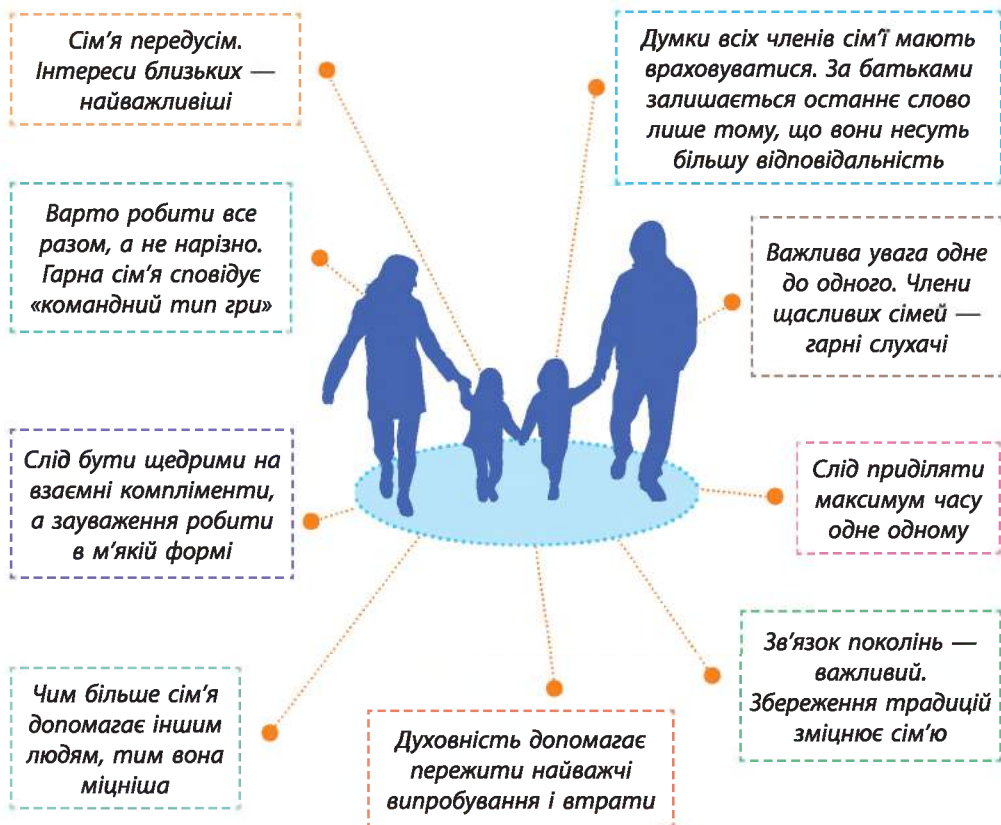 Сім’я передусім.
Інтереси близьких —
найважливіші
Думки всіх членів сім’ї мають
враховуватися. За батьками
залишається останнє слово
лише тому, що вони несуть
більшу відповідальність
Варто робити все
разом, а не нарізно.
Гарна сім’я сповідує
«командний тип гри»
Важлива увага одне
до одного. Члени
щасливих сімей —
гарні слухачі
Слід бути щедрими на
взаємні компліменти,
а зауваження робити
в м’якій формі
Слід приділяти
максимум часу
одне одному
Чим більше сім’я
допомагає іншим
людям, тим вона
міцніша
Духовність допомагає
пережити найважчі
випробування і втрати
Зв’язок поколінь —
важливий.
Збереження традицій
зміцнює сім’ю